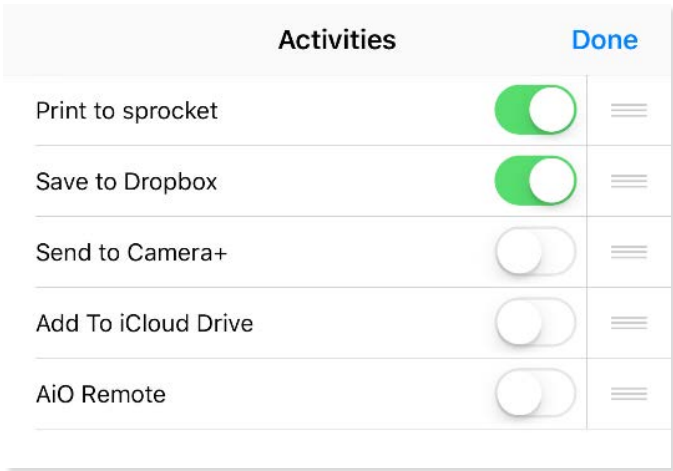 Activities Done
Print to sprocket
Save to Dropbox
Send to Camera+
Add To iCloud Drive
AiO Remote